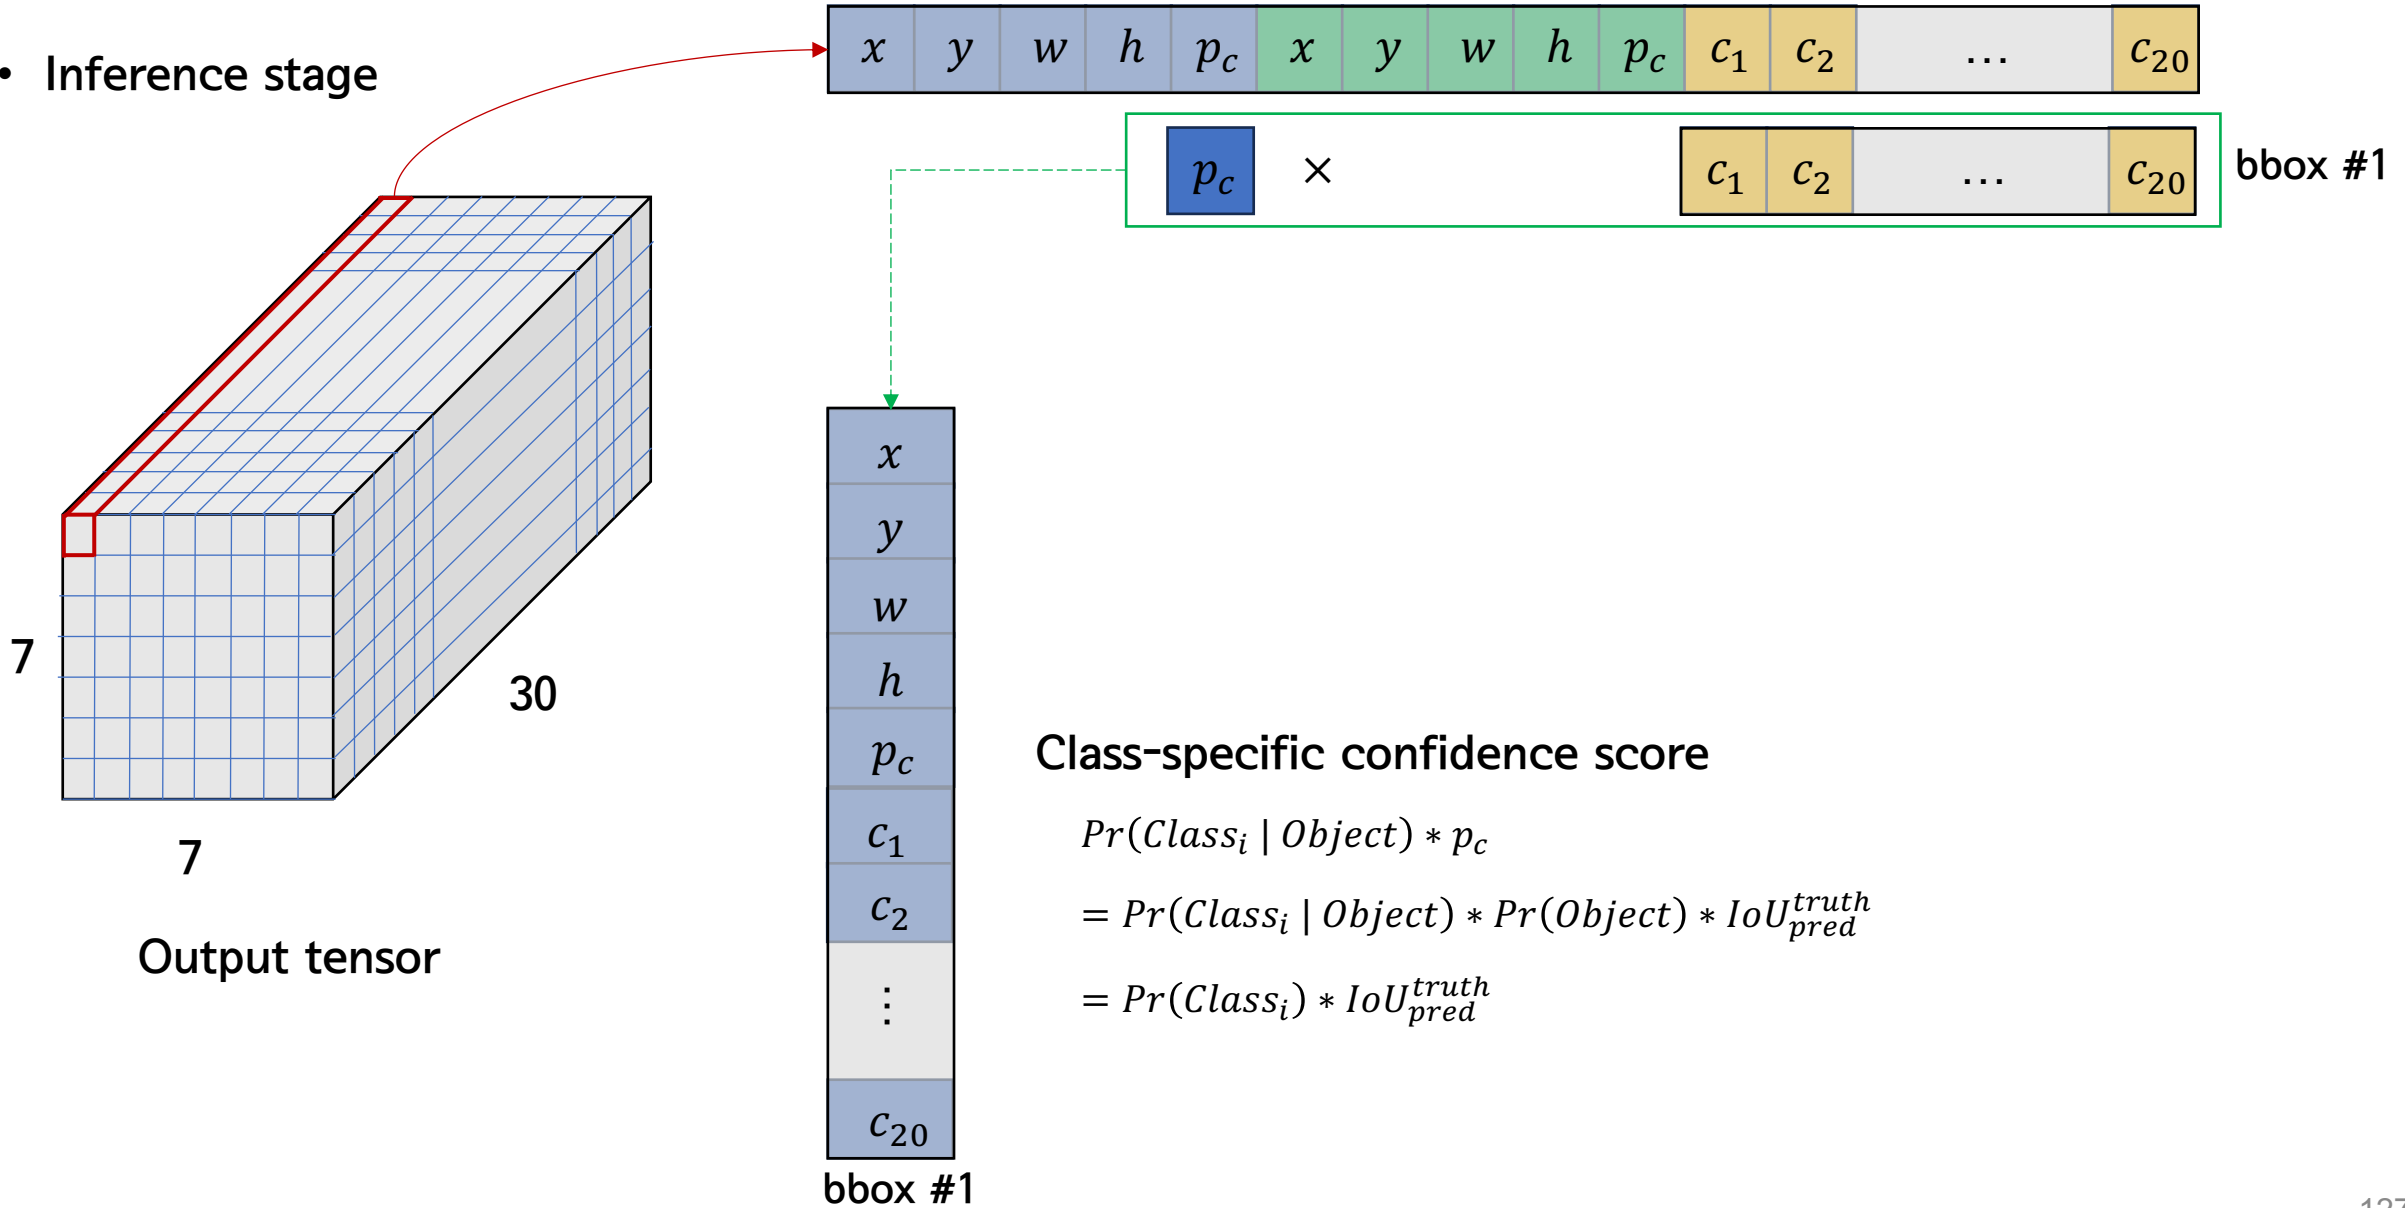 • Inference stage
x y w h p_c x y w h p_c c_1 c_2 ... c_20
p_c × c_1 c_2 ... c_20
bbox #1
7
7
30
Output tensor
x
y
w
h
p_c
c_1
c_2
⋮
c_20
bbox #1
Class-specific confidence score
Pr(Class_i | Object) * p_c
= Pr(Class_i | Object) * Pr(Object) * IoU_pred^truth
= Pr(Class_i) * IoU_pred^truth